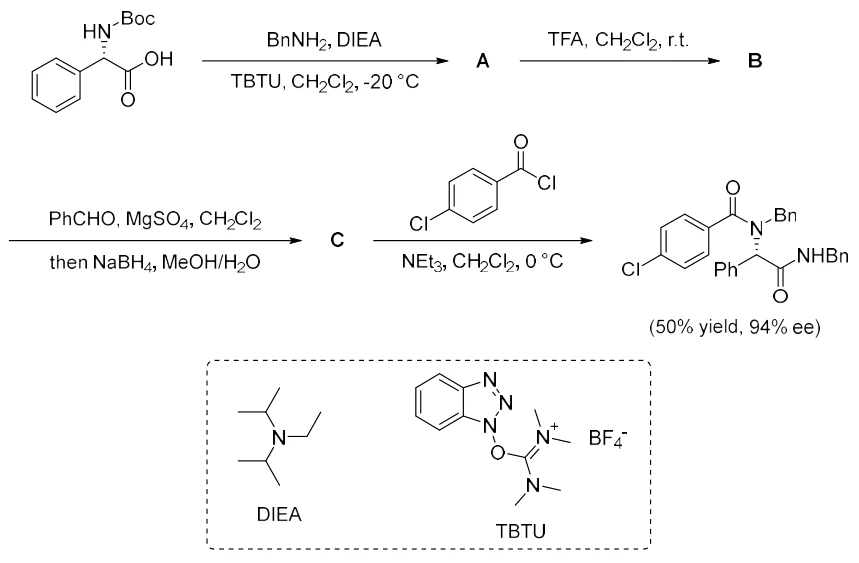 HN Boc
OH
O
BnNH₂, DIEA
TBTU, CH₂Cl₂, -20 °C
A
TFA, CH₂Cl₂, r.t.
B
PhCHO, MgSO₄, CH₂Cl₂
then NaBH₄, MeOH/H₂O
C
O
Cl
Cl
NEt₃, CH₂Cl₂, 0 °C
O
N Bn
Cl
Ph
NHBn
O
(50% yield, 94% ee)
N
N
N
O
N⁺
BF₄⁻
N
N
DIEA
TBTU